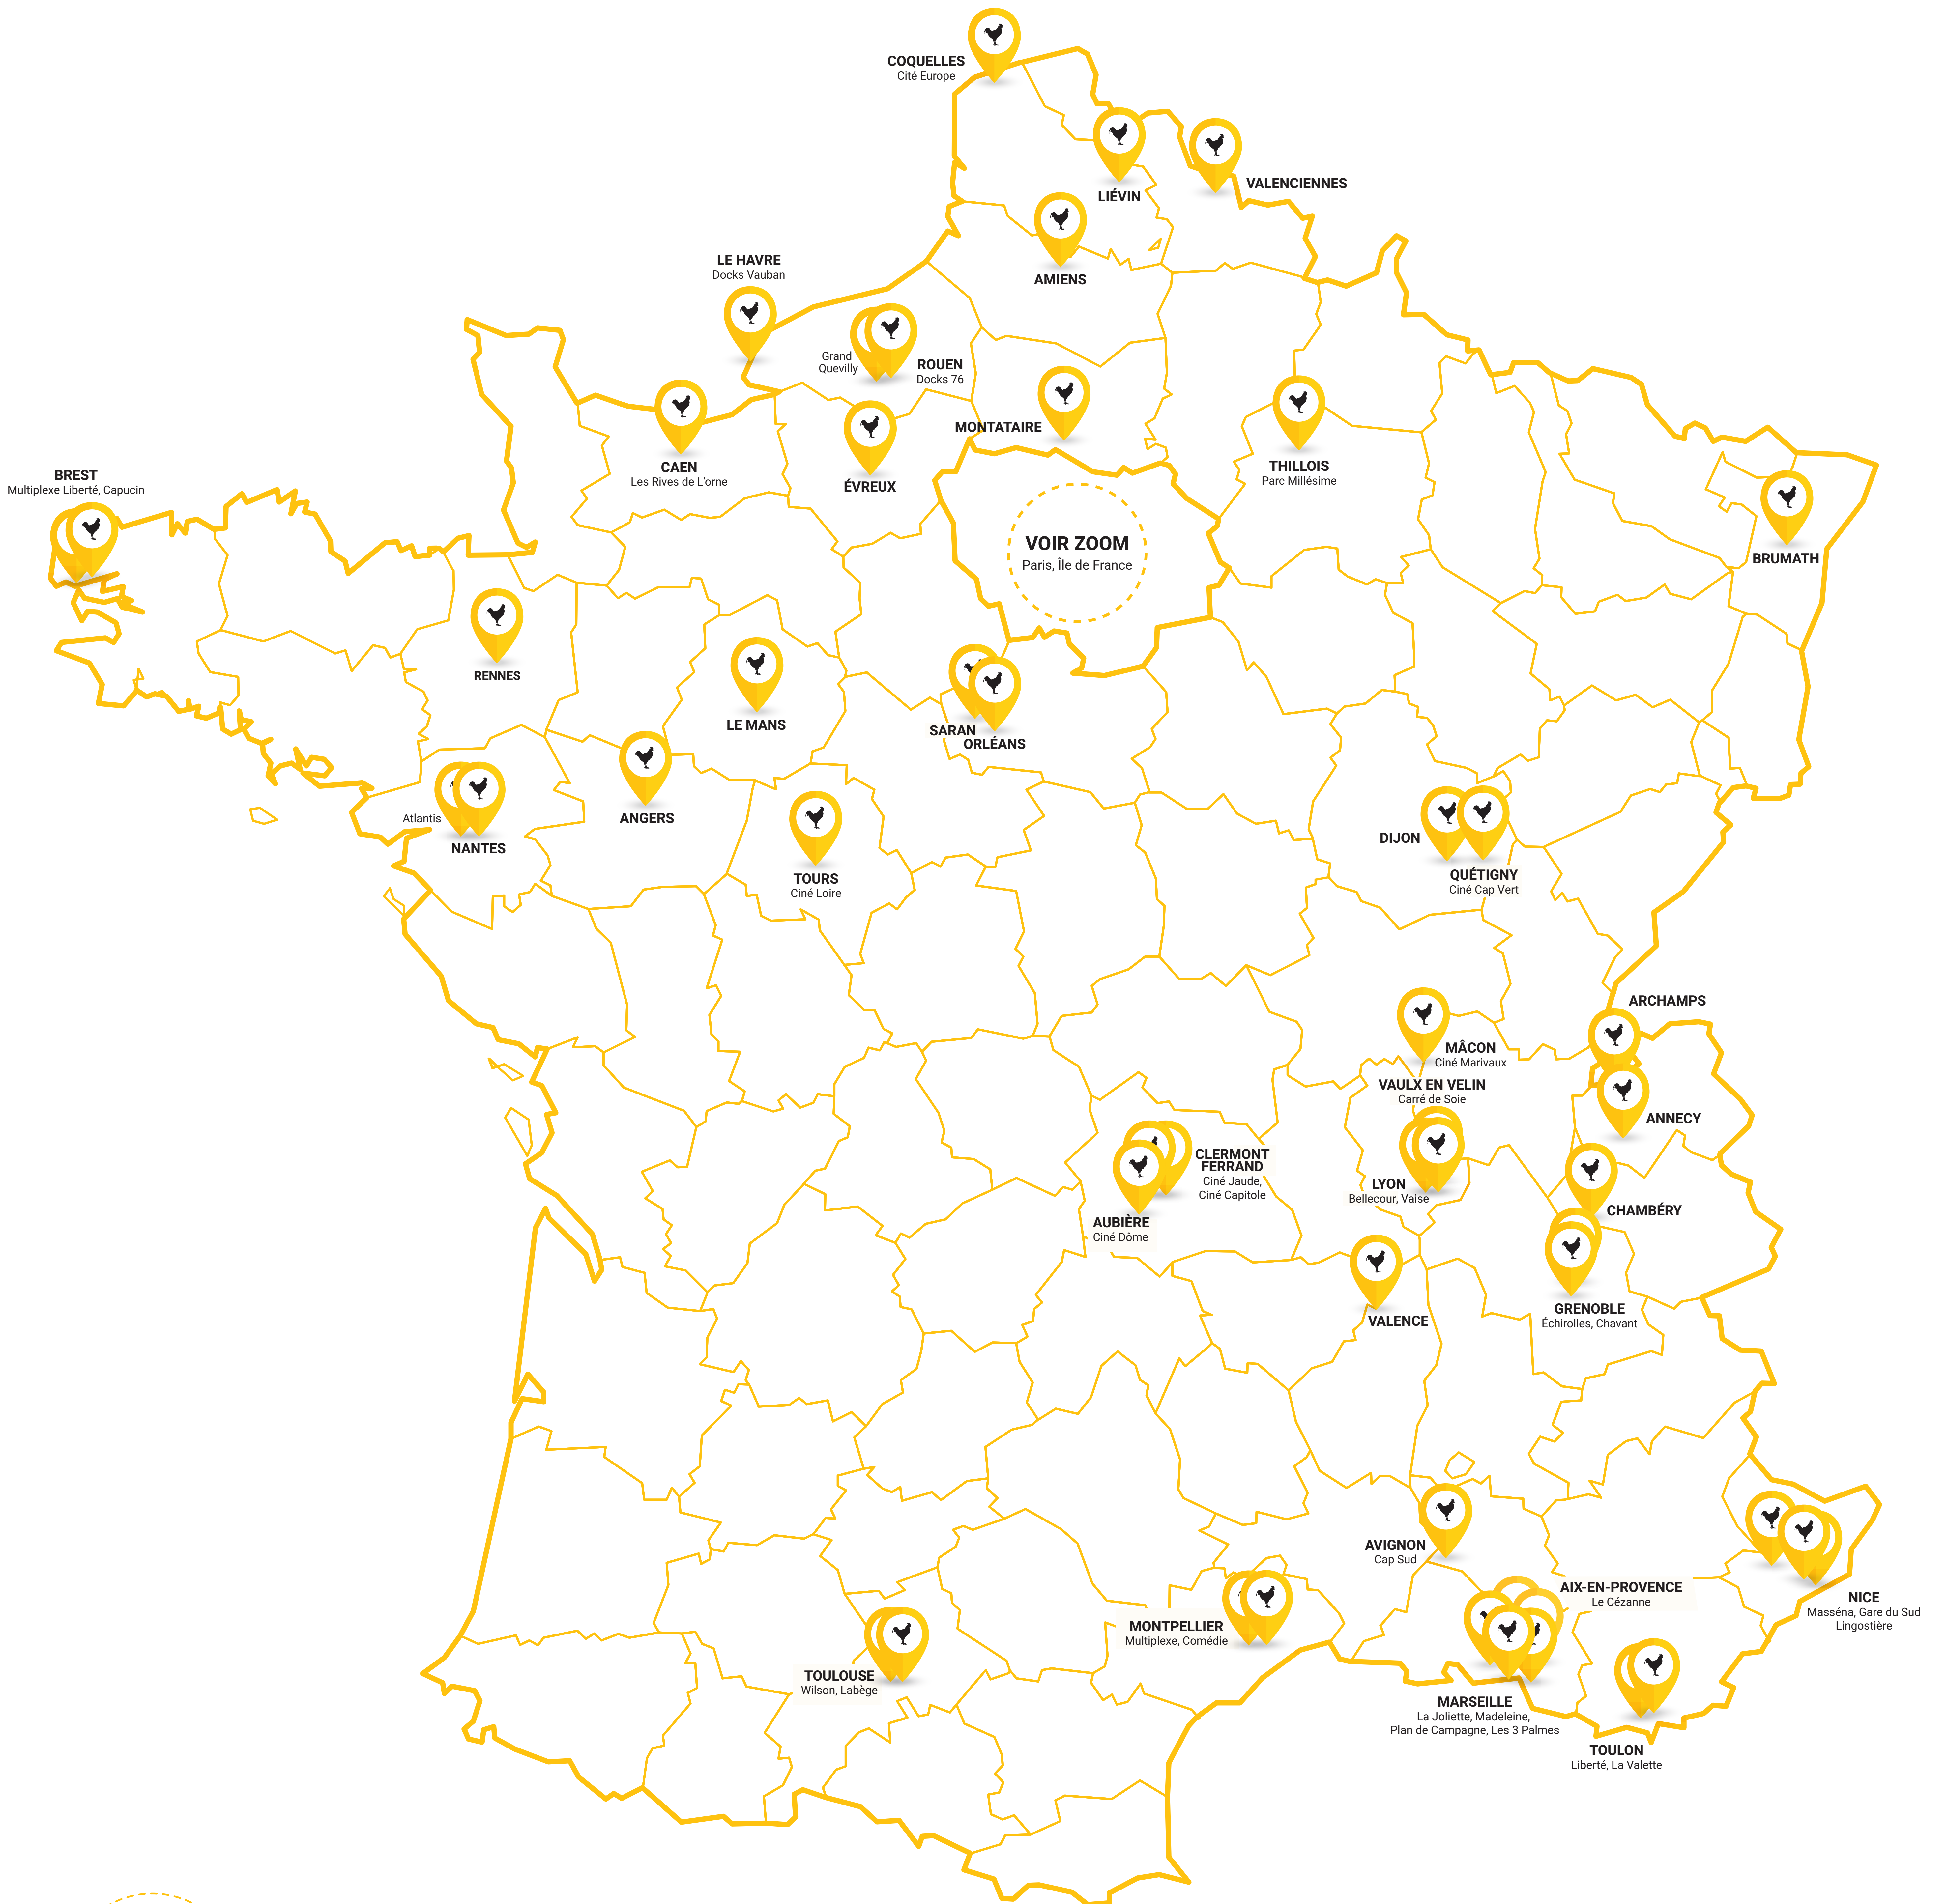 COQUELLES
Cité Europe
LIÉVIN
VALENCIENNES
AMIENS
LE HAVRE
Docks Vauban
Grand
Quevilly
ROUEN
Docks 76
MONTATAIRE
CAEN
Les Rives de L’orne
ÉVREUX
THILLOIS
Parc Millésime
BREST
Multiplexe Liberté, Capucin
VOIR ZOOM
Paris, Île de France
BRUMATH
RENNES
LE MANS
SARAN
ORLÉANS
ANGERS
Atlantis
NANTES
TOURS
Ciné Loire
DIJON
QUÉTIGNY
Ciné Cap Vert
ARCHAMPS
MÂCON
Ciné Marivaux
VAULX EN VELIN
Carré de Soie
ANNECY
CLERMONT
FERRAND
Ciné Jaude,
Ciné Capitole
LYON
Bellecour, Vaise
CHAMBÉRY
AUBIÈRE
Ciné Dôme
GRENOBLE
Échirolles, Chavant
VALENCE
AVIGNON
Cap Sud
AIX-EN-PROVENCE
Le Cézanne
NICE
Masséna, Gare du Sud
Lingostière
MONTPELLIER
Multiplexe, Comédie
TOULOUSE
Wilson, Labège
MARSEILLE
La Joliette, Madeleine,
Plan de Campagne, Les 3 Palmes
TOULON
Liberté, La Valette